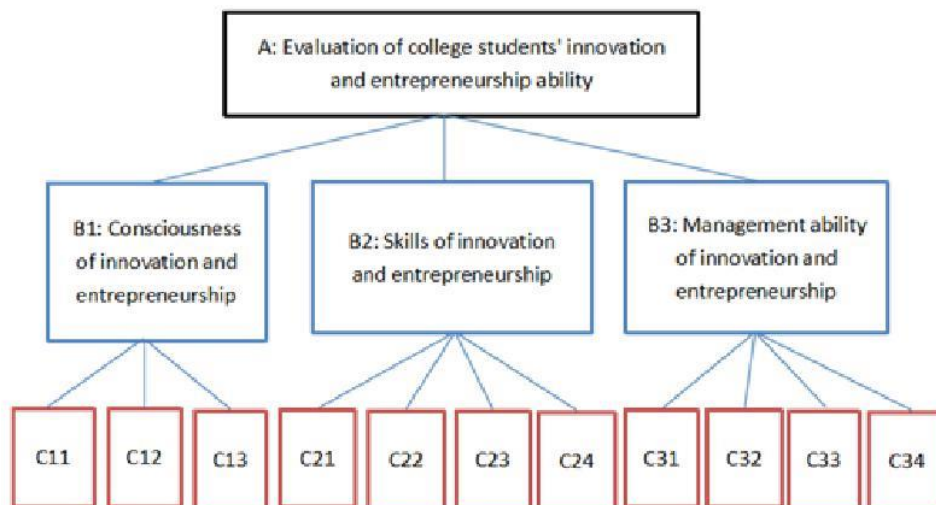 A: Evaluation of college students' innovation
and entrepreneurship ability
B1: Consciousness
of innovation and
entrepreneurship
B2: Skills of innovation
and entrepreneurship
B3: Management ability
of innovation and
entrepreneurship
C11
C12
C13
C21
C22
C23
C24
C31
C32
C33
C34